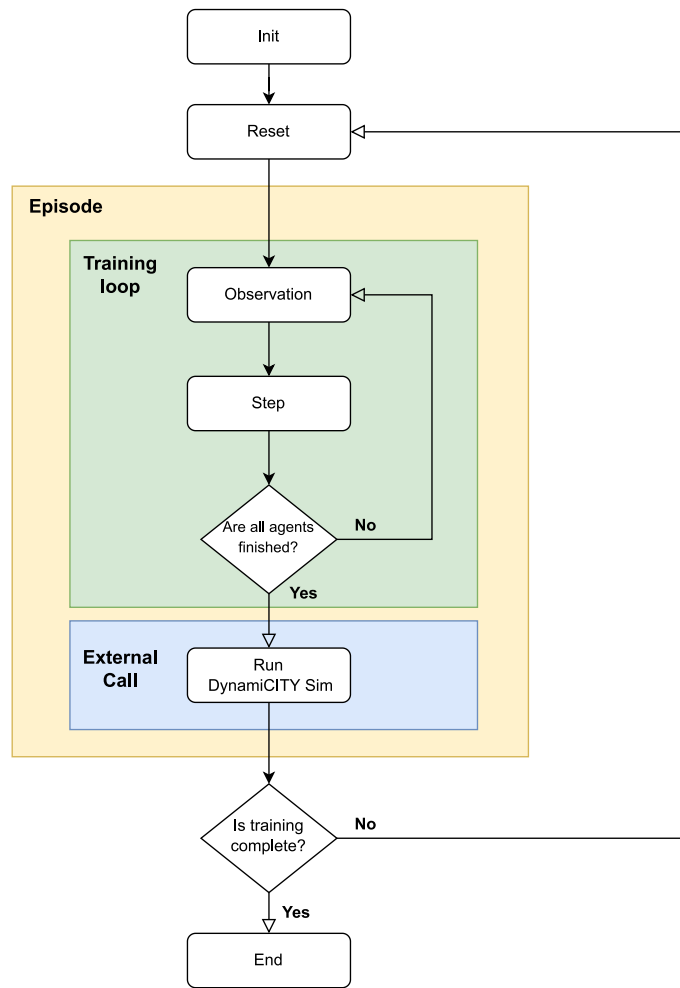 Init
Reset
Episode
Training
loop
Observation
Step
Are all agents
finished?
No
Yes
External
Call
Run
DynamiCITY Sim
Is training
complete?
No
Yes
End